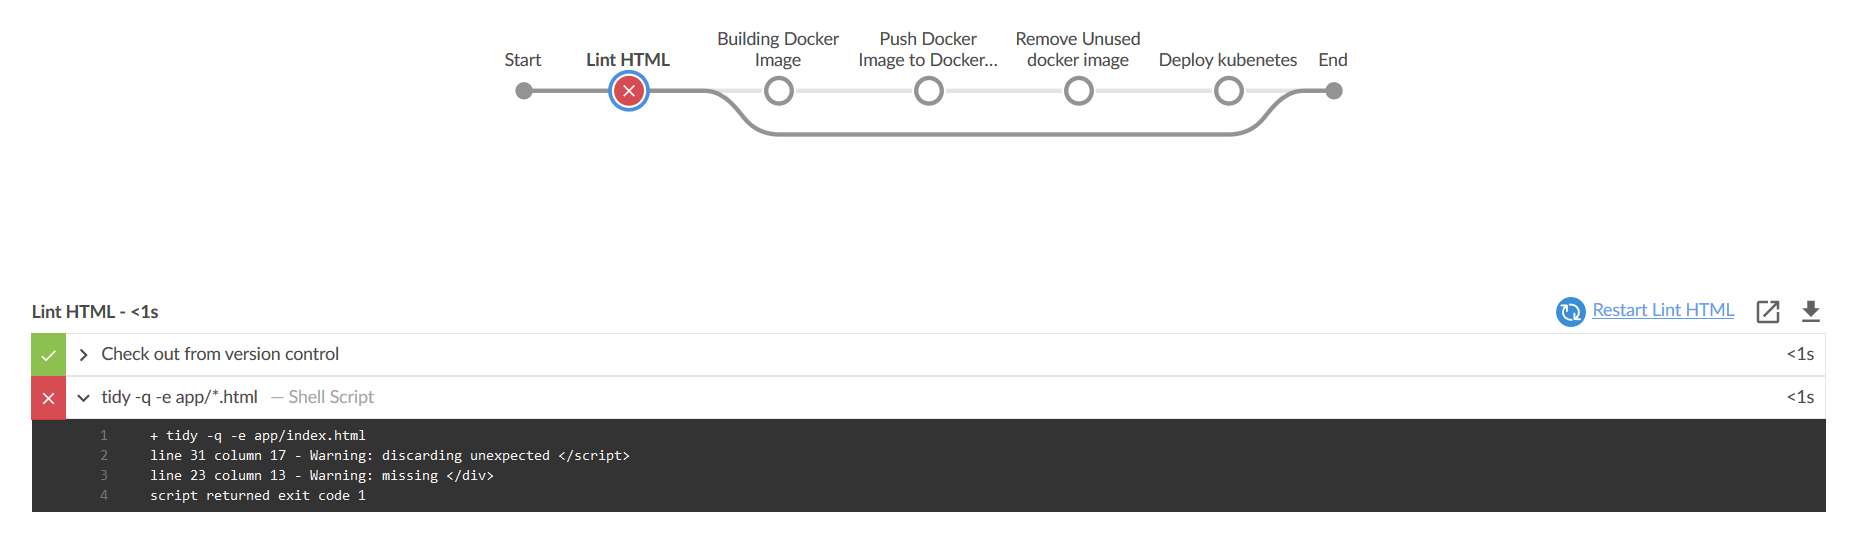 Start
Lint HTML
Building Docker
Image
Push Docker
Image to Docker...
Remove Unused
docker image
Deploy kubenetes
End
Lint HTML - <1s
Restart Lint HTML
Check out from version control
<1s
tidy -q -e app/*.html — Shell Script
<1s
1 + tidy -q -e app/index.html
2 line 31 column 17 - Warning: discarding unexpected </script>
3 line 23 column 13 - Warning: missing </div>
4 script returned exit code 1